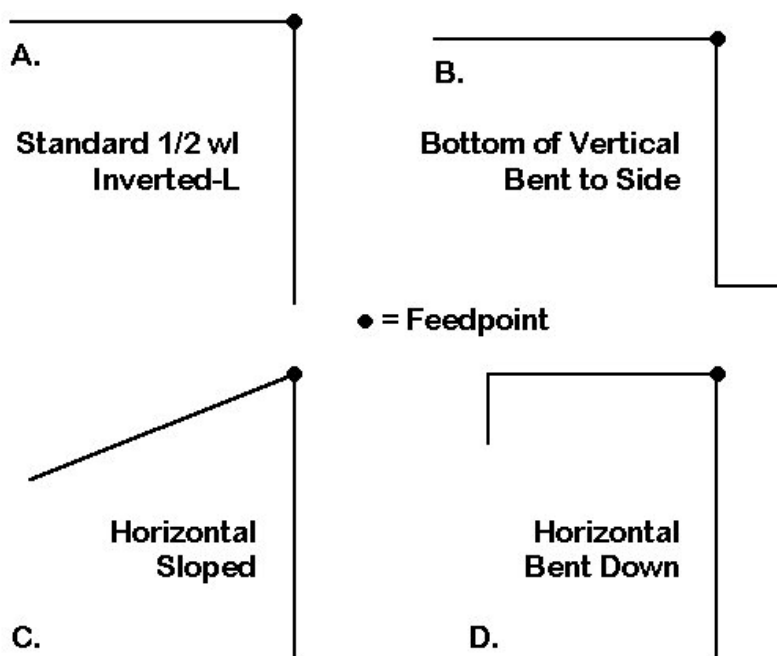 A.
Standard 1/2 wl
Inverted-L
B.
Bottom of Vertical
Bent to Side
● = Feedpoint
Horizontal
Sloped
C.
Horizontal
Bent Down
D.